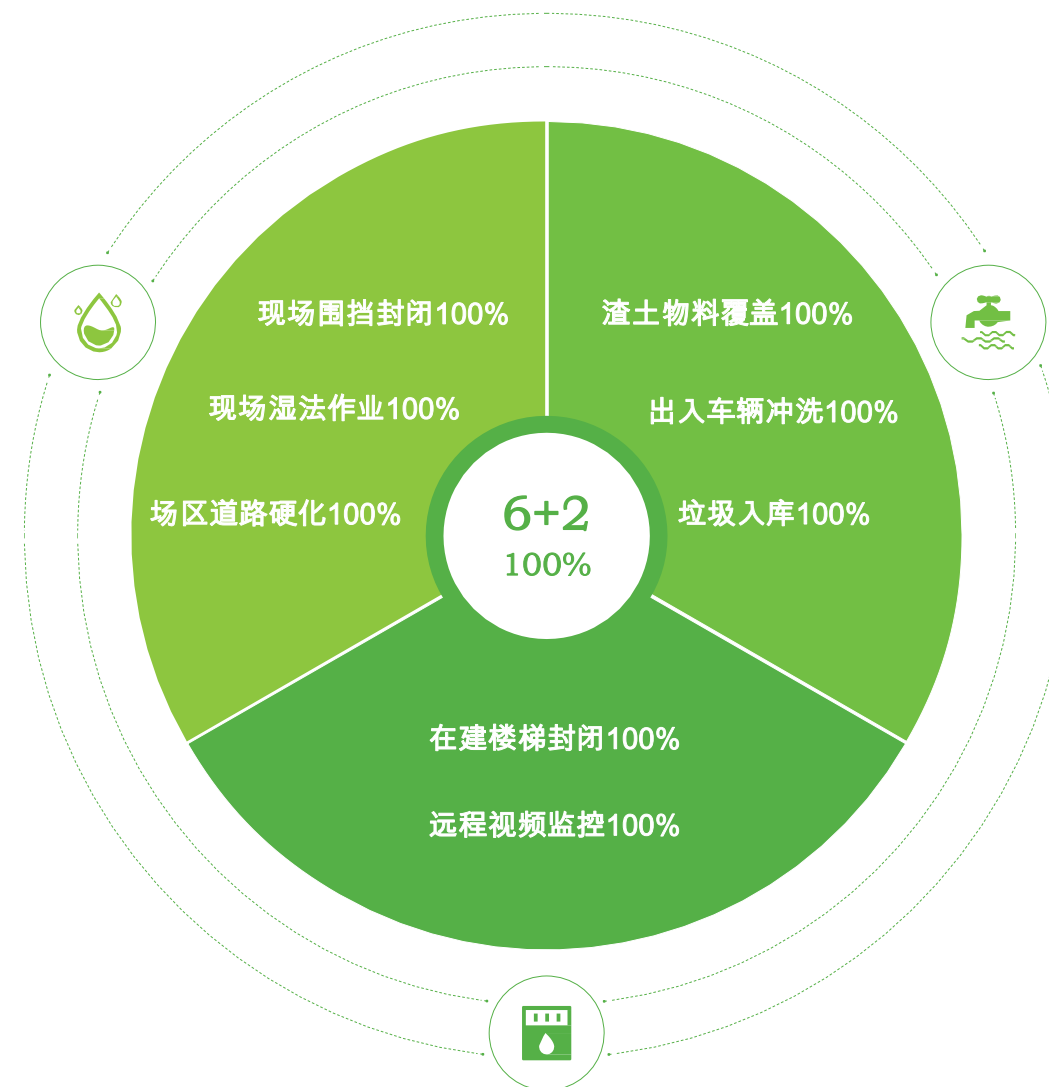 现场围挡封闭100%
现场湿法作业100%
场区道路硬化100%
渣土物料覆盖100%
出入车辆冲洗100%
垃圾入库100%
6+2
100%
在建楼梯封闭100%
远程视频监控100%